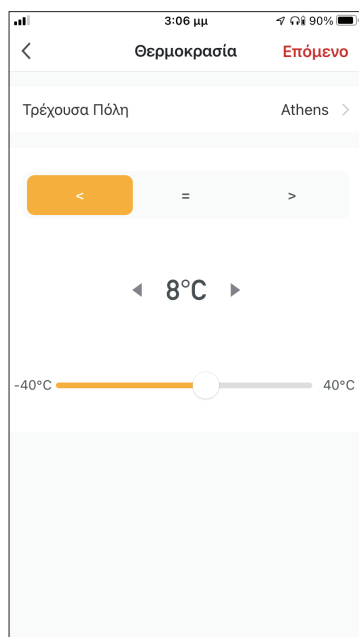 3:06 μμ 90%
Θερμοκρασία Επόμενο
Τρέχουσα Πόλη Athens >
< = >
8°C
-40°C 40°C